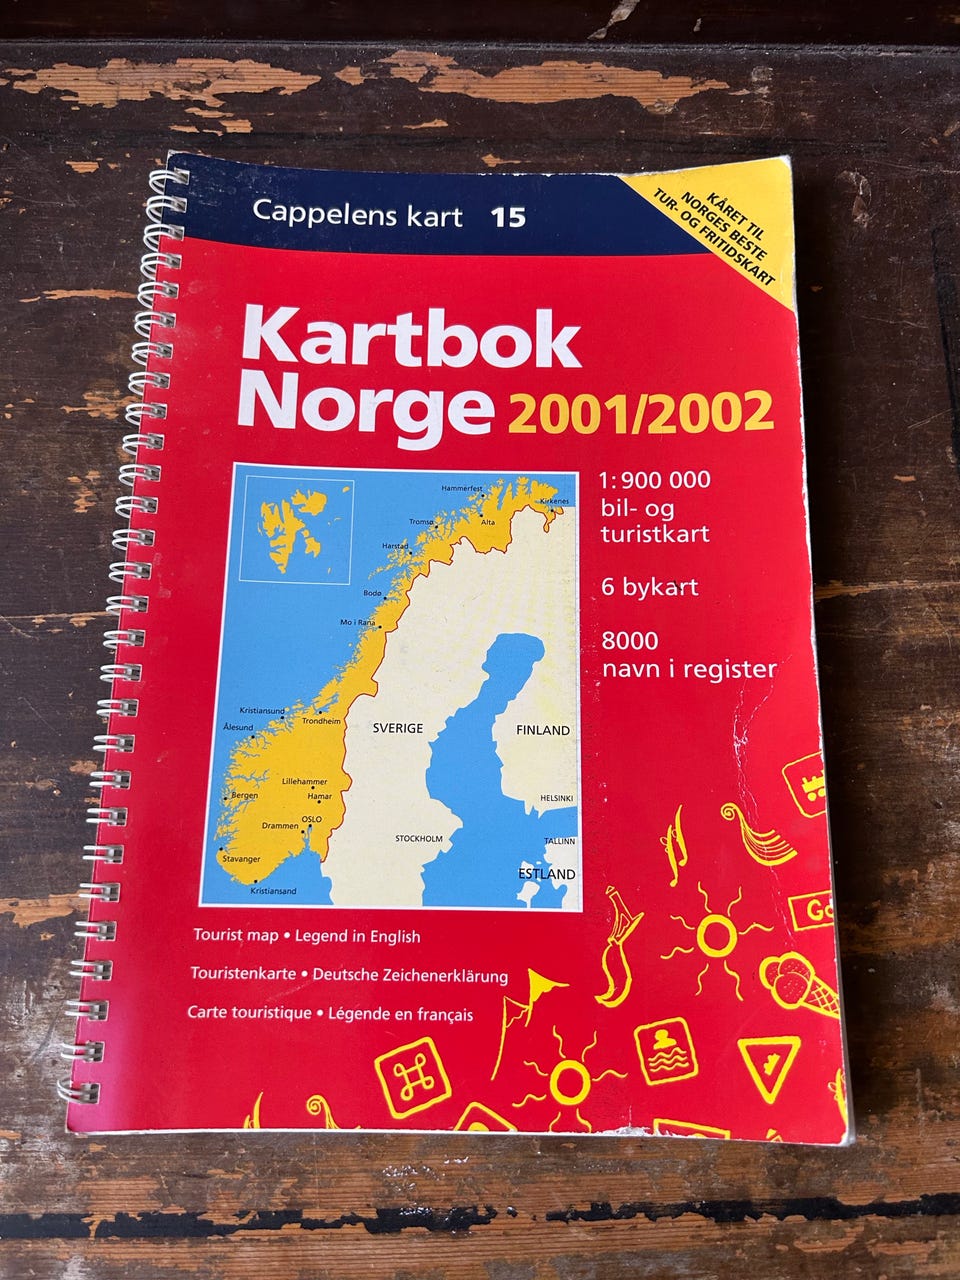 Cappelens kart 15
KÅRET TIL
NORGES BESTE
TUR- OG FRITIDSKART
Kartbok
Norge 2001/2002
1:900 000
bil- og
turistkart
6 bykart
8000
navn i register
Hammerfest
Kirkenes
Tromsø
Alta
Harstad
Bodø
Mo i Rana
Kristiansund
Trondheim
Ålesund
SVERIGE
FINLAND
Lillehammer
Bergen
Hamar
HELSINKI
OSLO
Drammen
STOCKHOLM
TALLINN
Stavanger
ESTLAND
Kristiansand
Tourist map • Legend in English
Touristenkarte • Deutsche Zeichenerklärung
Carte touristique • Légende en français